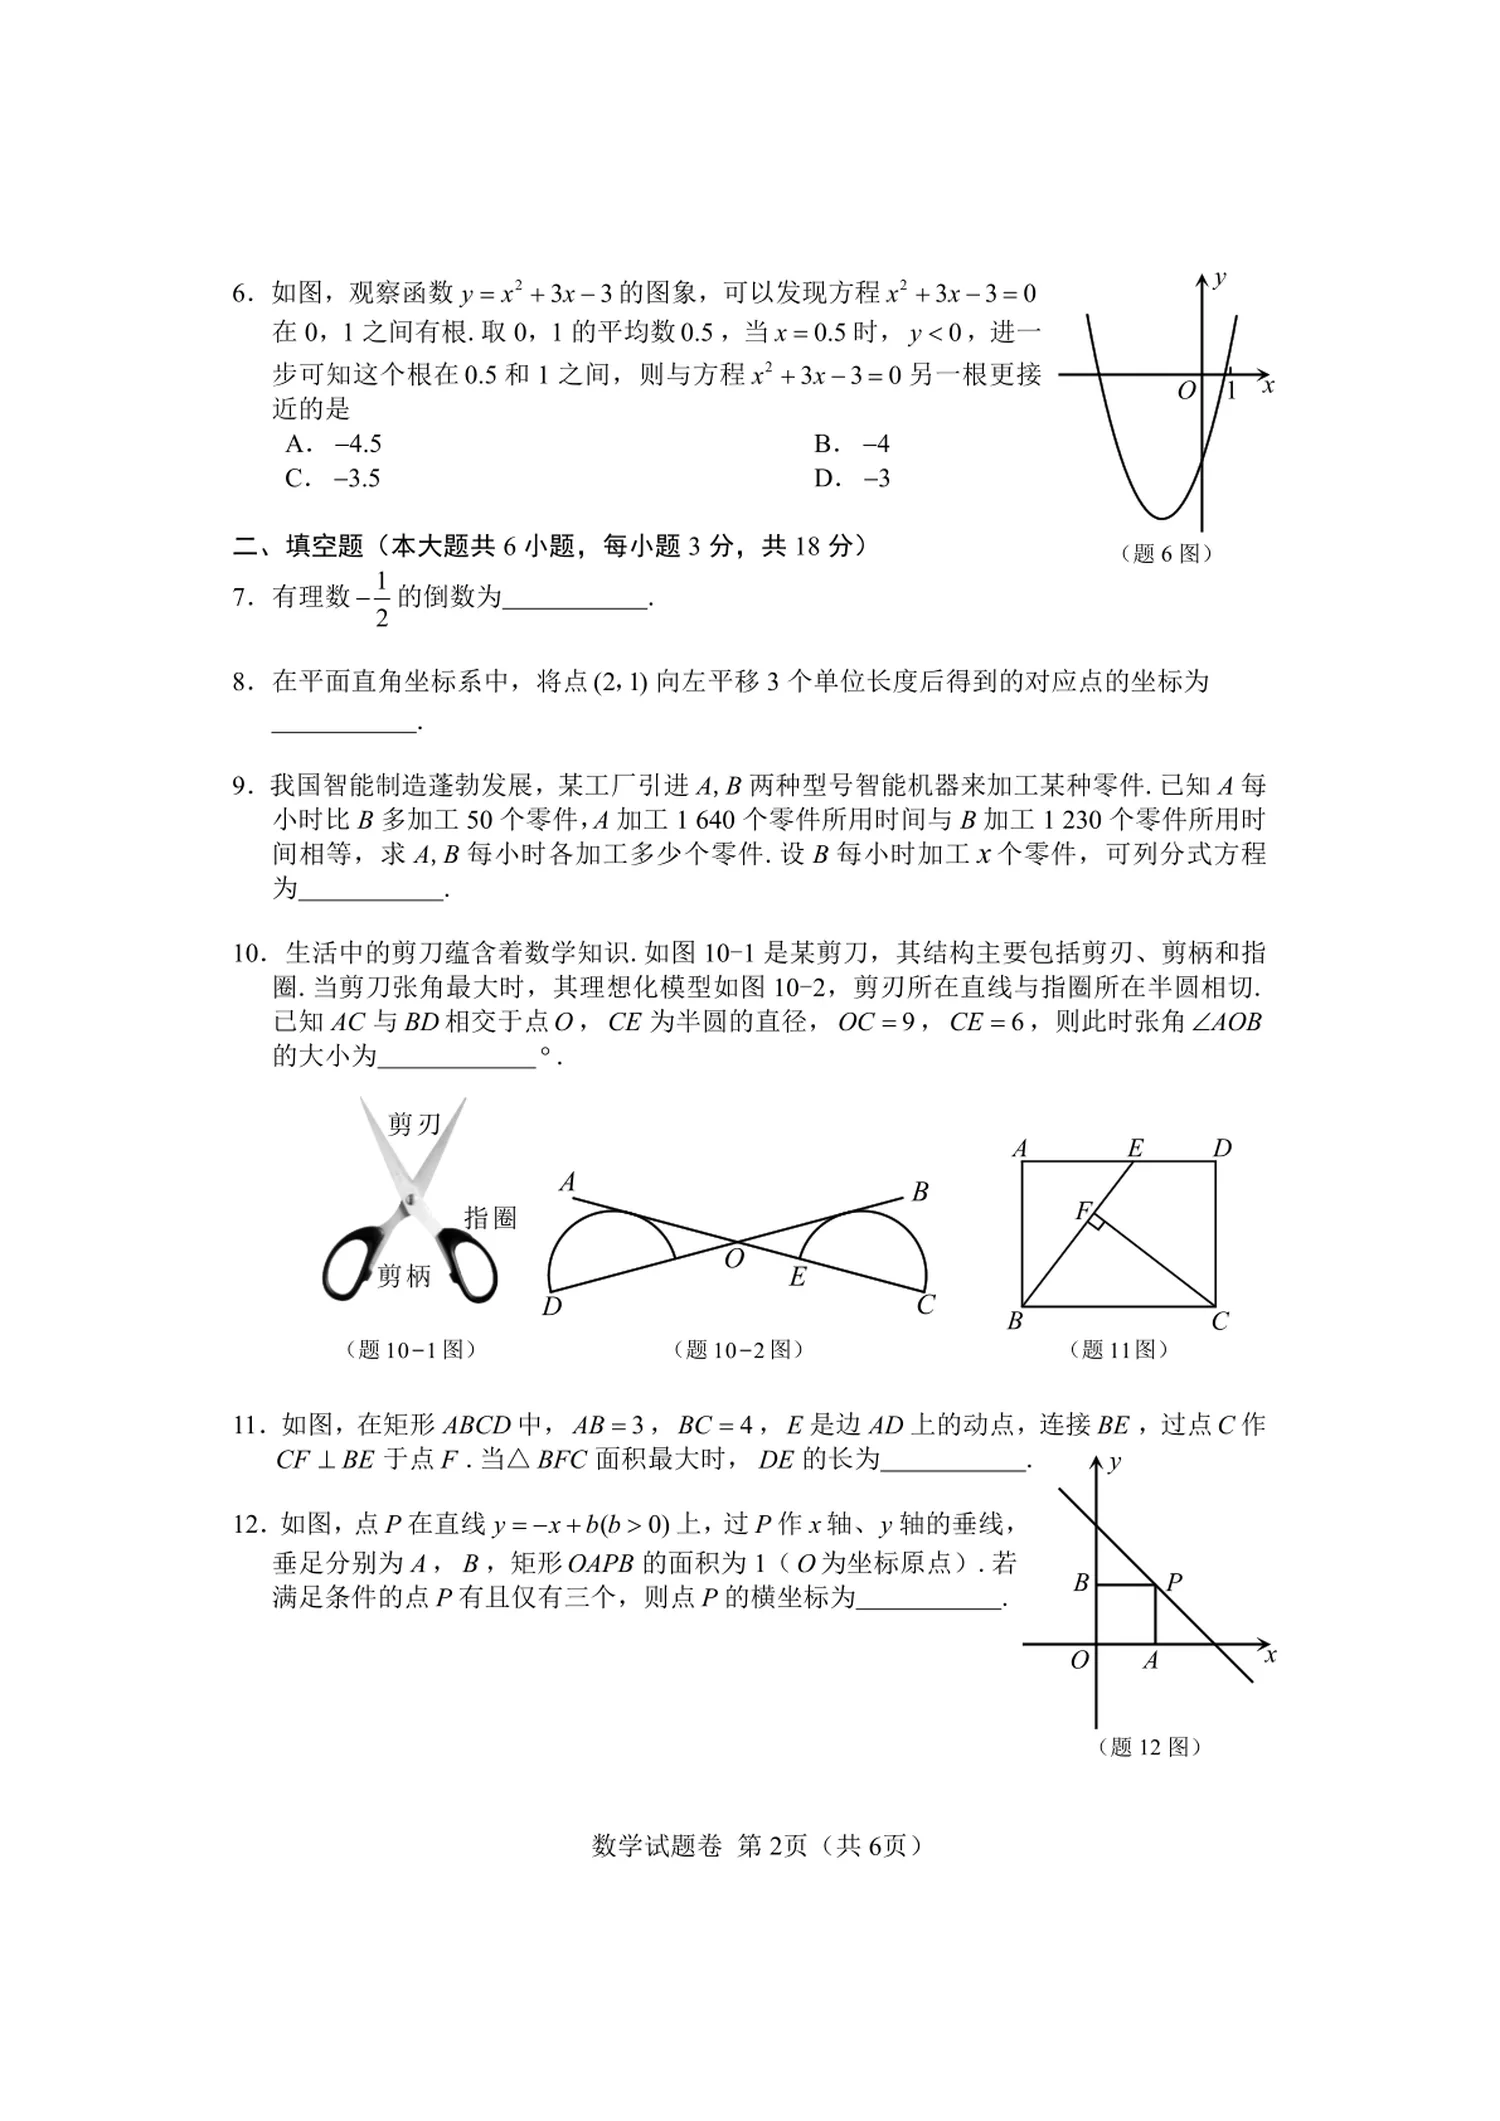 6．如图，观察函数 y = x² + 3x − 3 的图象，可以发现方程 x² + 3x − 3 = 0
在 0，1 之间有根. 取 0，1 的平均数 0.5，当 x = 0.5 时，y < 0，进一
步可知这个根在 0.5 和 1 之间，则与方程 x² + 3x − 3 = 0 另一根更接
近的是
A． −4.5 B． −4
C． −3.5 D． −3
y
O 1 x
（题 6 图）
二、填空题（本大题共 6 小题，每小题 3 分，共 18 分）
7．有理数 −1/2 的倒数为___________.
8．在平面直角坐标系中，将点 (2，1) 向左平移 3 个单位长度后得到的对应点的坐标为
___________.
9．我国智能制造蓬勃发展，某工厂引进 A, B 两种型号智能机器来加工某种零件. 已知 A 每
小时比 B 多加工 50 个零件，A 加工 1 640 个零件所用时间与 B 加工 1 230 个零件所用时
间相等，求 A, B 每小时各加工多少个零件. 设 B 每小时加工 x 个零件，可列分式方程
为___________.
10．生活中的剪刀蕴含着数学知识. 如图 10−1 是某剪刀，其结构主要包括剪刃、剪柄和指
圈. 当剪刀张角最大时，其理想化模型如图 10−2，剪刃所在直线与指圈所在半圆相切.
已知 AC 与 BD 相交于点 O，CE 为半圆的直径，OC = 9，CE = 6，则此时张角 ∠AOB
的大小为____________°.
剪刃
指圈
剪柄
A B
O E
D C
A E D
F
B C
（题 10−1 图） （题 10−2 图） （题 11 图）
11．如图，在矩形 ABCD 中，AB = 3，BC = 4，E 是边 AD 上的动点，连接 BE，过点 C 作
CF ⊥ BE 于点 F . 当△ BFC 面积最大时，DE 的长为___________.
12．如图，点 P 在直线 y = −x + b(b > 0) 上，过 P 作 x 轴、y 轴的垂线，
垂足分别为 A，B，矩形 OAPB 的面积为 1（O 为坐标原点）. 若
满足条件的点 P 有且仅有三个，则点 P 的横坐标为___________.
y
B P
O A x
（题 12 图）
数学试题卷 第 2页（共 6页）